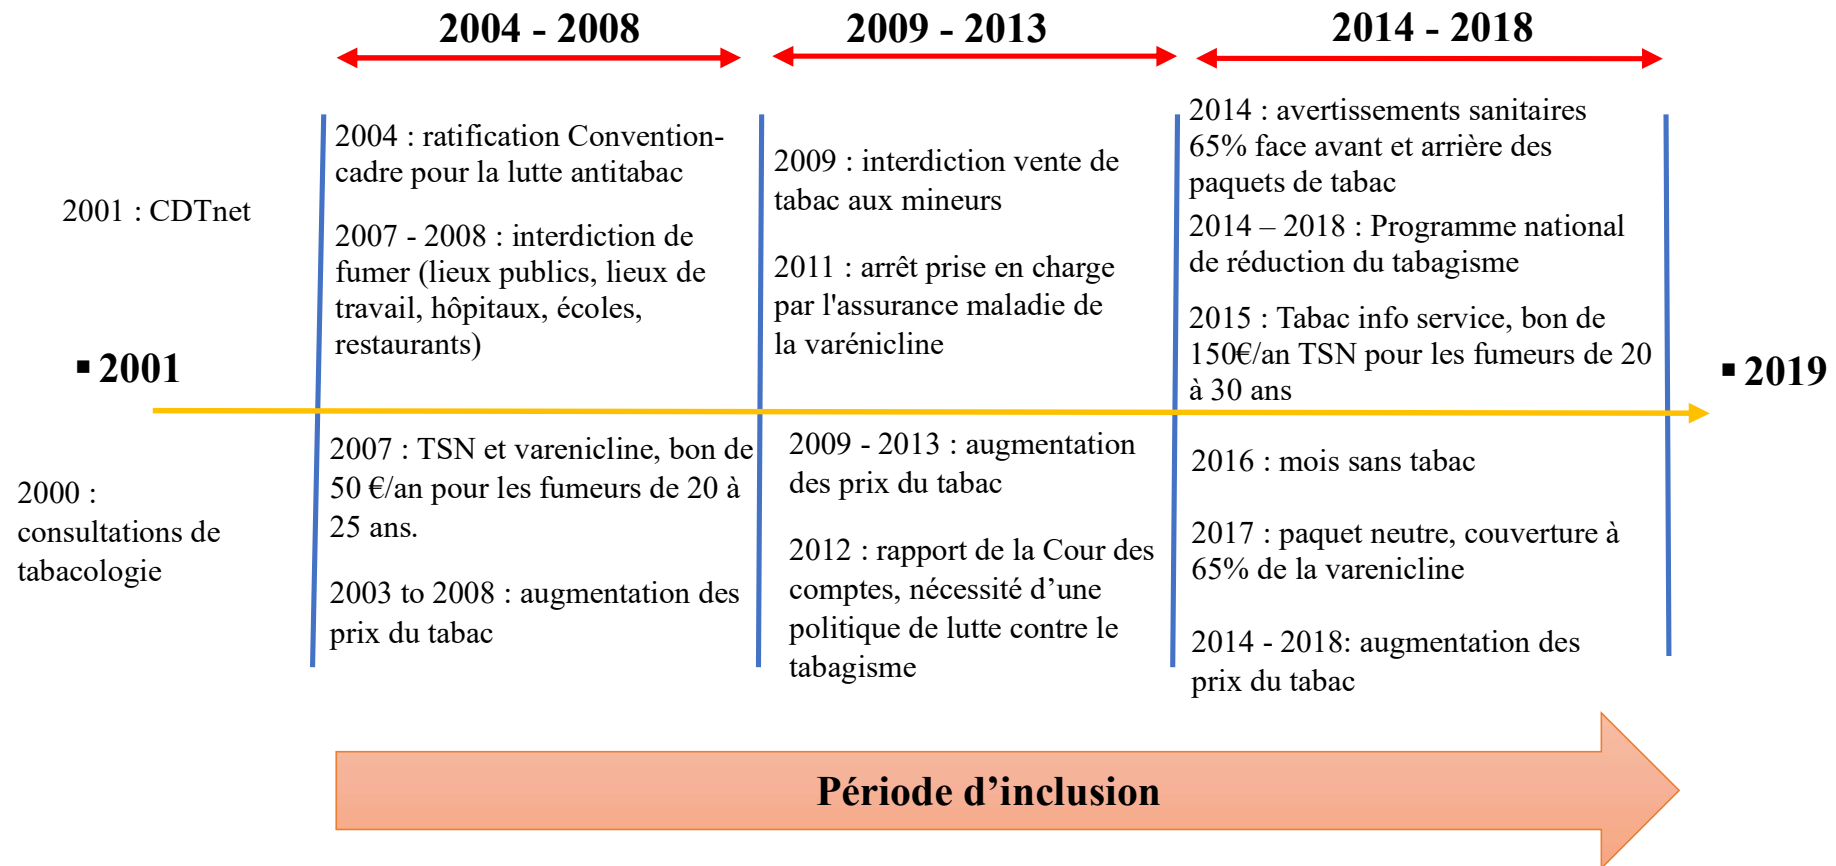 2004 - 2008
2009 - 2013
2014 - 2018
2001 : CDTnet
▪ 2001
2000 :
consultations de
tabacologie
2004 : ratification Convention-
cadre pour la lutte antitabac
2007 - 2008 : interdiction de
fumer (lieux publics, lieux de
travail, hôpitaux, écoles,
restaurants)
2007 : TSN et varenicline, bon de
50 €/an pour les fumeurs de 20 à
25 ans.
2003 to 2008 : augmentation des
prix du tabac
2009 : interdiction vente de
tabac aux mineurs
2011 : arrêt prise en charge
par l'assurance maladie de
la varénicline
2009 - 2013 : augmentation
des prix du tabac
2012 : rapport de la Cour des
comptes, nécessité d’une
politique de lutte contre le
tabagisme
2014 : avertissements sanitaires
65% face avant et arrière des
paquets de tabac
2014 – 2018 : Programme national
de réduction du tabagisme
2015 : Tabac info service, bon de
150€/an TSN pour les fumeurs de 20
à 30 ans
2016 : mois sans tabac
2017 : paquet neutre, couverture à
65% de la varenicline
2014 - 2018: augmentation des
prix du tabac
▪ 2019
Période d’inclusion